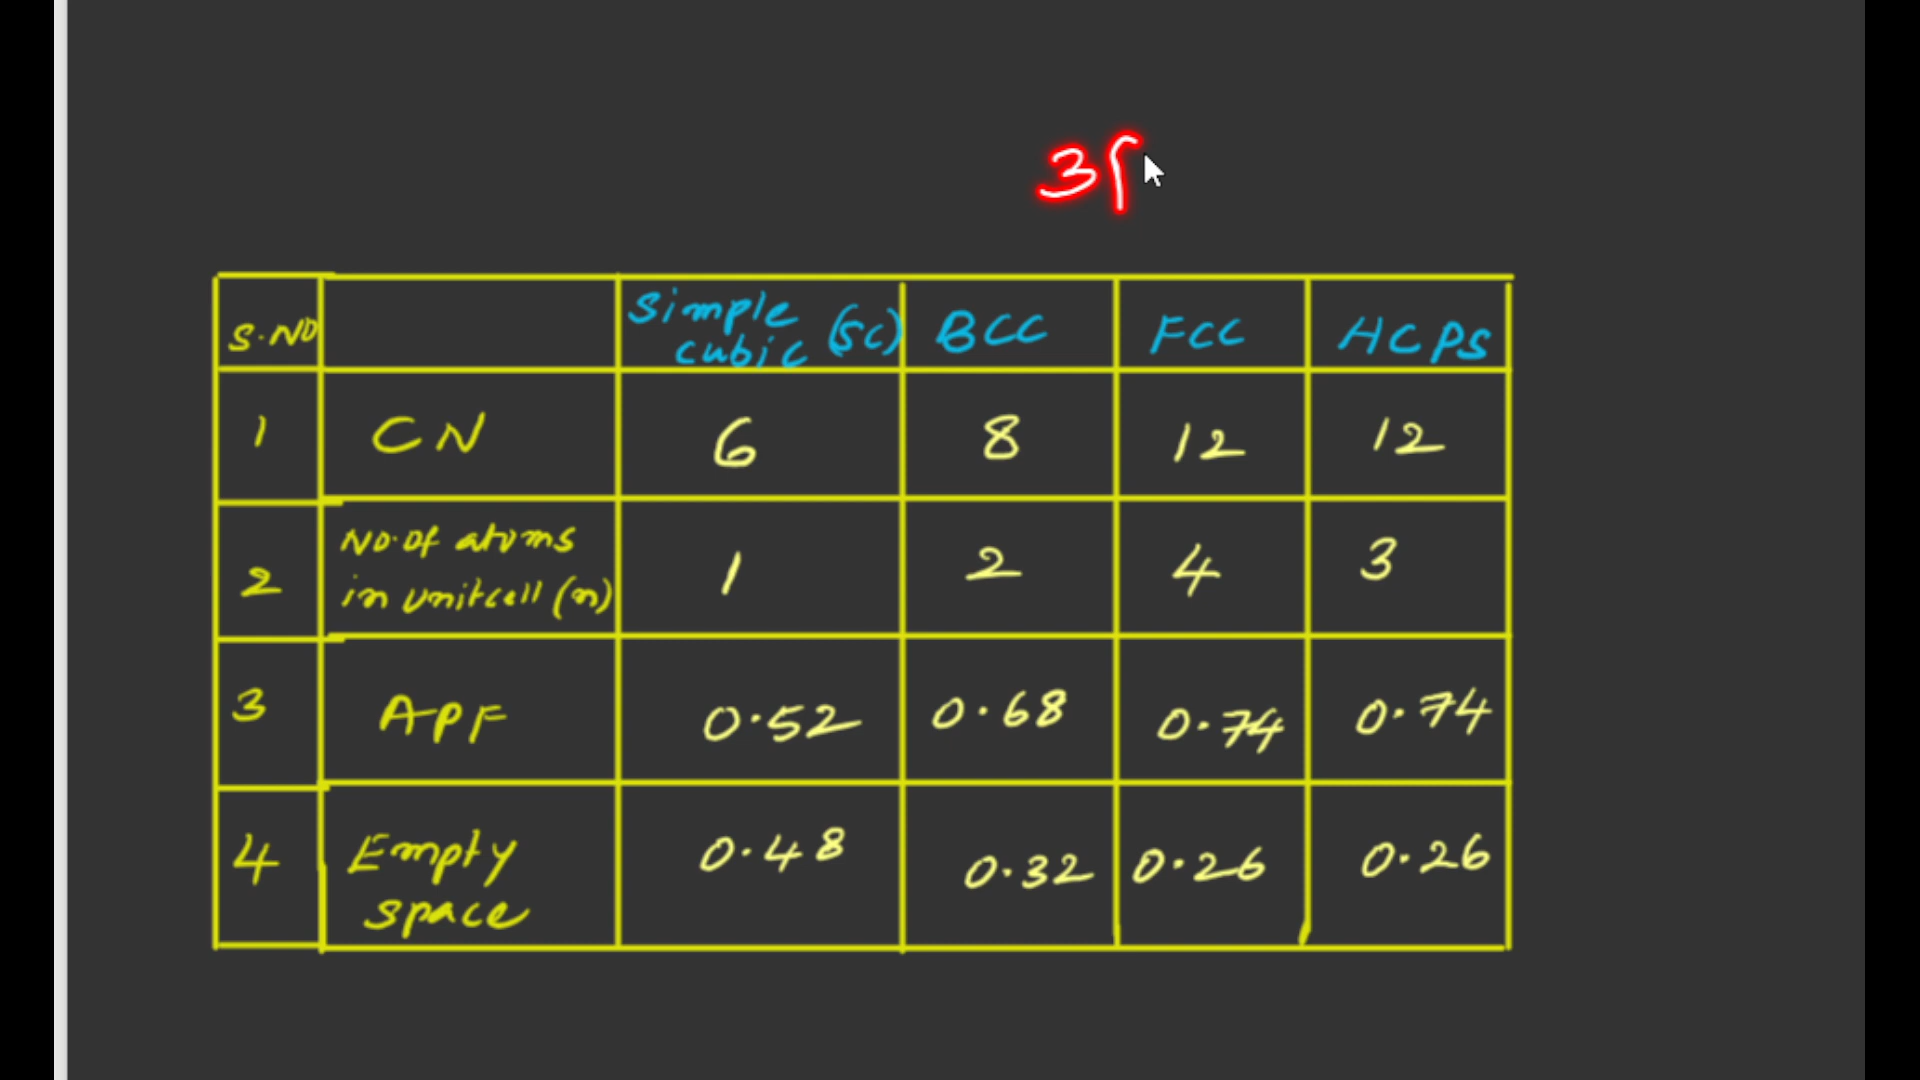 3
S.No Simple cubic (SC) BCC FCC HCPS
1 CN 6 8 12 12
2 No. of atoms in unitcell (n) 1 2 4 3
3 APF 0.52 0.68 0.74 0.74
4 Empty space 0.48 0.32 0.26 0.26